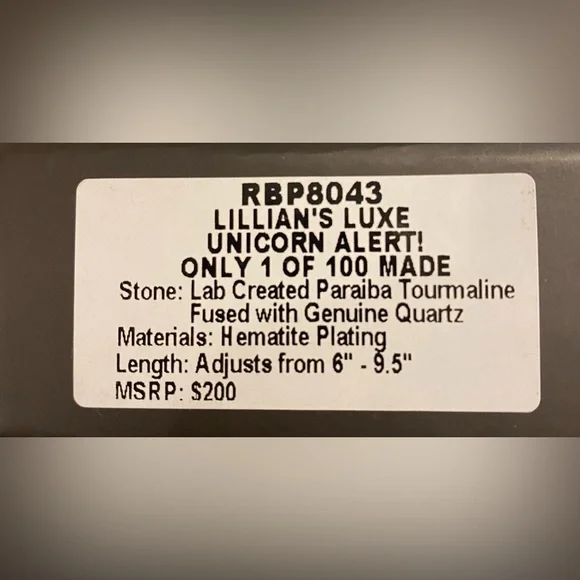 RBP8043
LILLIAN'S LUXE
UNICORN ALERT!
ONLY 1 OF 100 MADE
Stone: Lab Created Paraiba Tourmaline
Fused with Genuine Quartz
Materials: Hematite Plating
Length: Adjusts from 6" - 9.5"
MSRP: $200